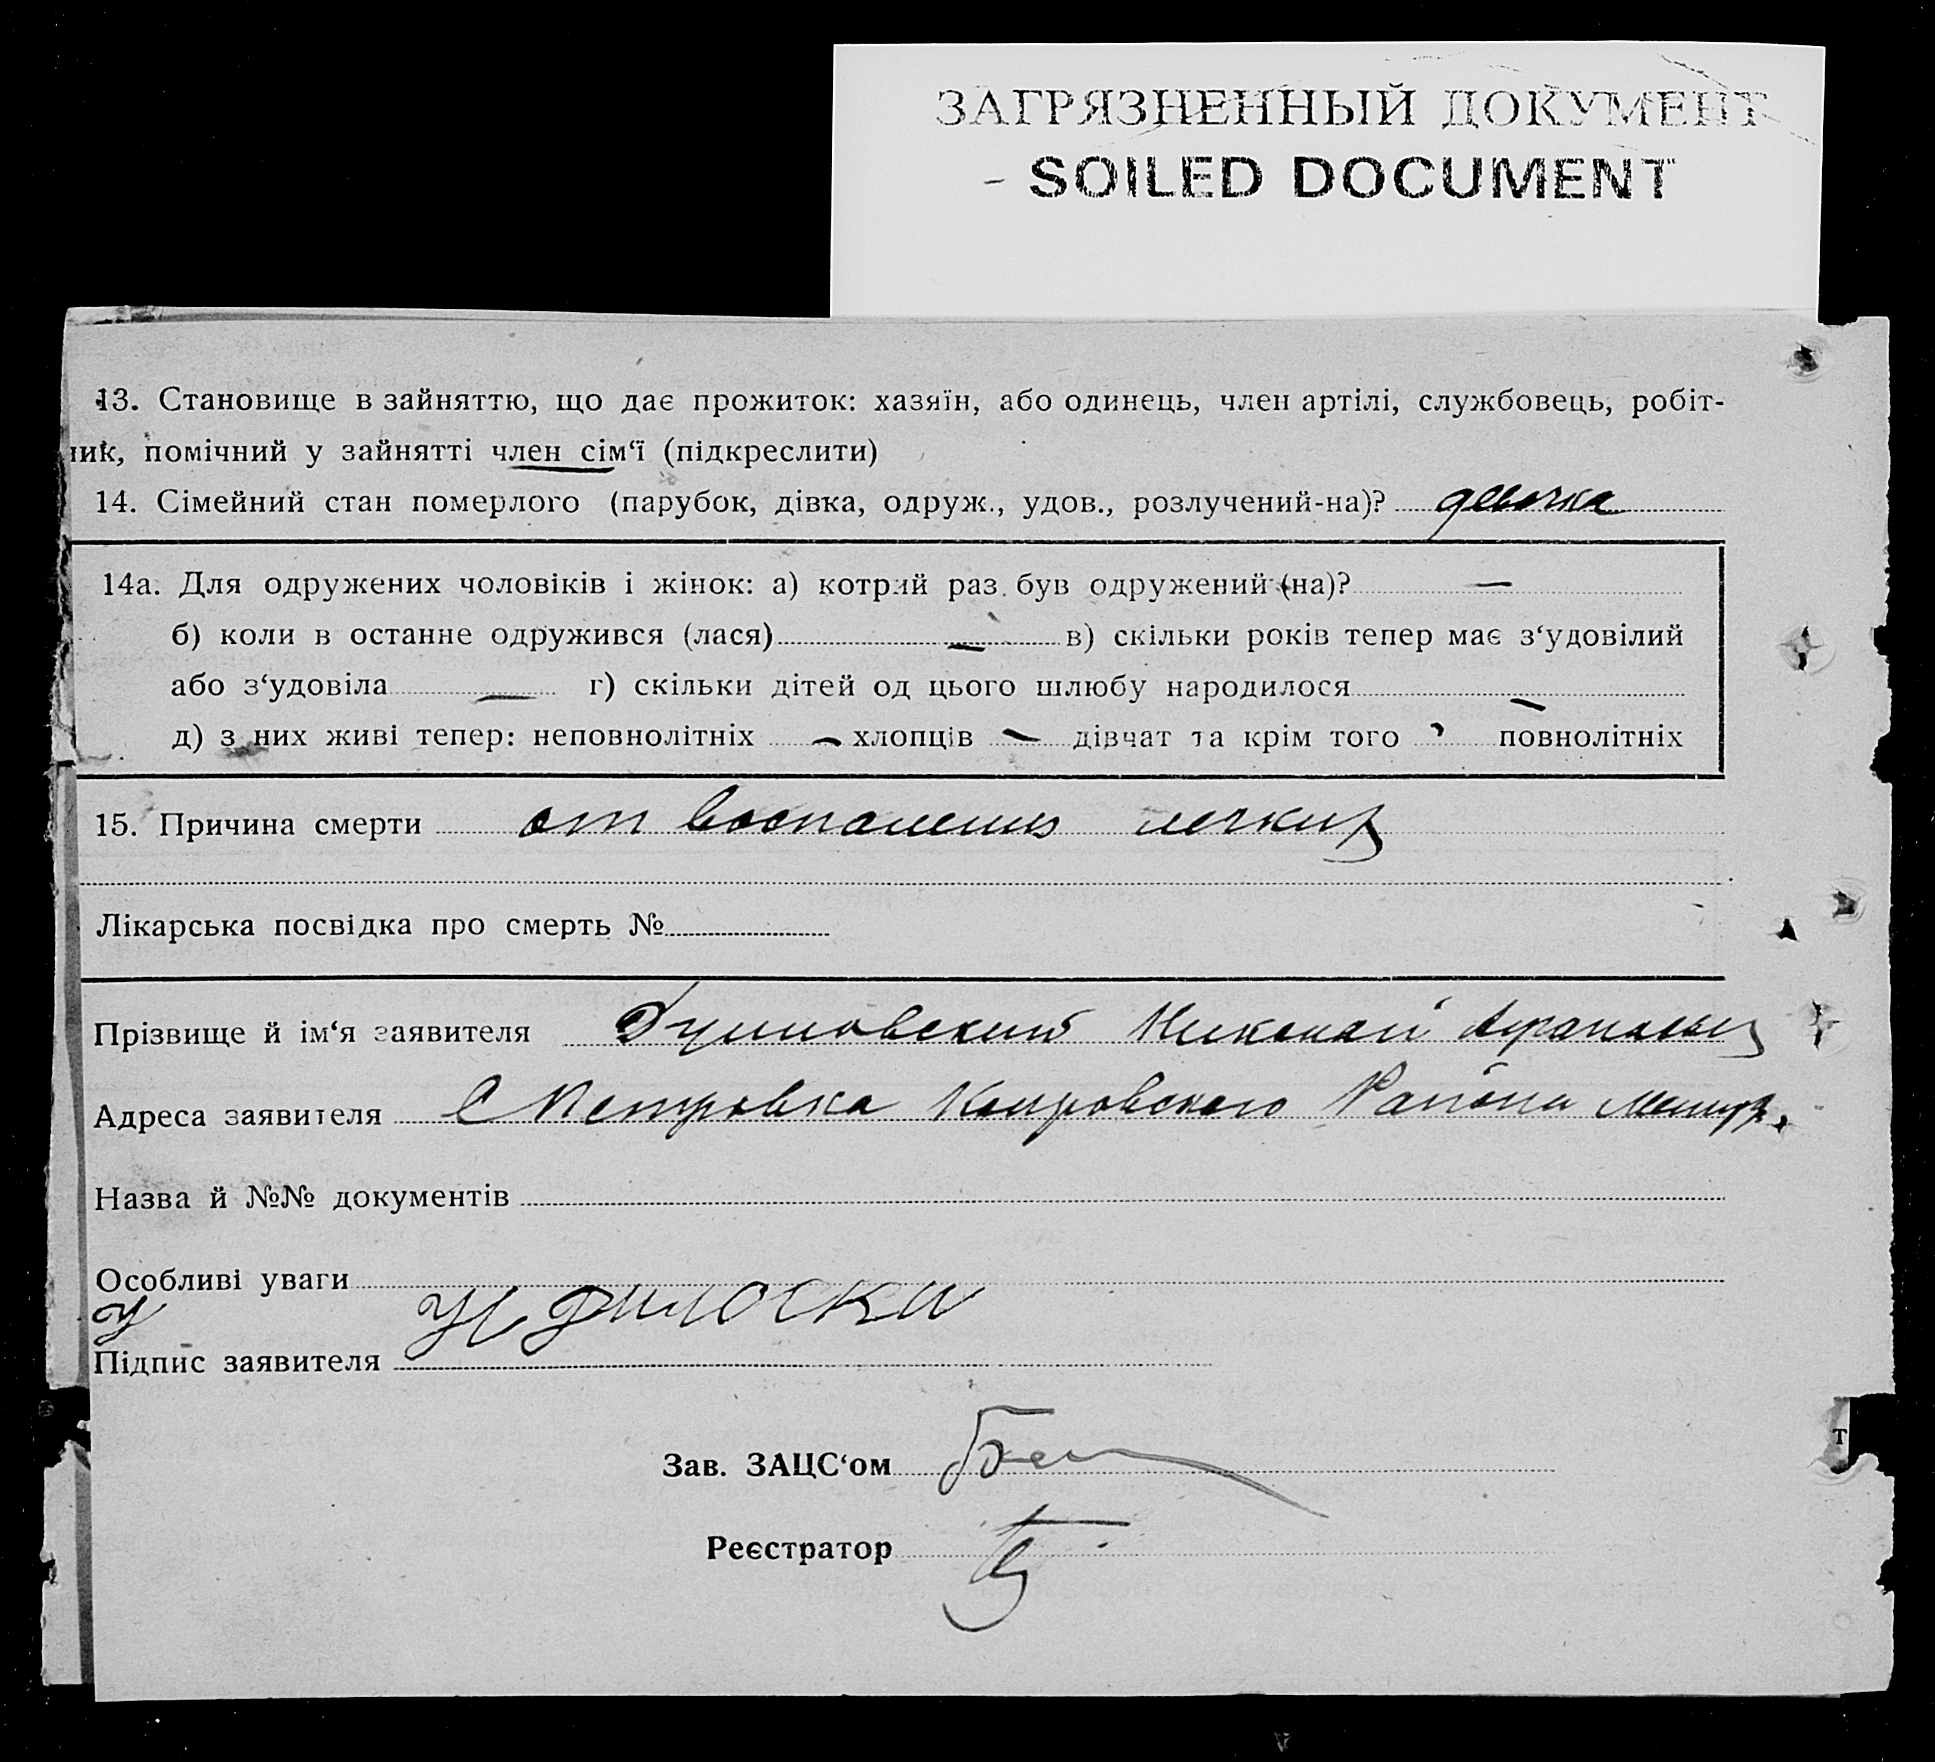 ЗАГРЯЗНЕННЫЙ ДОКУМЕНТ
- SOILED DOCUMENT
13. Становище в зайняттю, що дає прожиток: хазяїн, або одинець, член артілі, службовець, робіт-
ник, помічний у зайнятті член сім‘ї (підкреслити)
14. Сімейний стан померлого (парубок, дівка, одруж., удов., розлучений-на)? девочка
14а. Для одружених чоловіків і жінок: а) котрий раз був одружений (на)? —
б) коли в останнє одружився (лася) — в) скільки років тепер має з‘удовілий
або з‘удовіла — г) скільки дітей од цього шлюбу народилося —
д) з них живі тепер: неповнолітніх — хлопців — дівчат та крім того повнолітніх
15. Причина смерти от воспаления легких
Лікарська посвідка про смерть №
Прізвище й ім‘я заявителя Николай
Адреса заявителя С Петровка Района
Назва й №№ документів
Особливі уваги
Підпис заявителя
Зав. ЗАЦС‘ом
Реєстратор
т